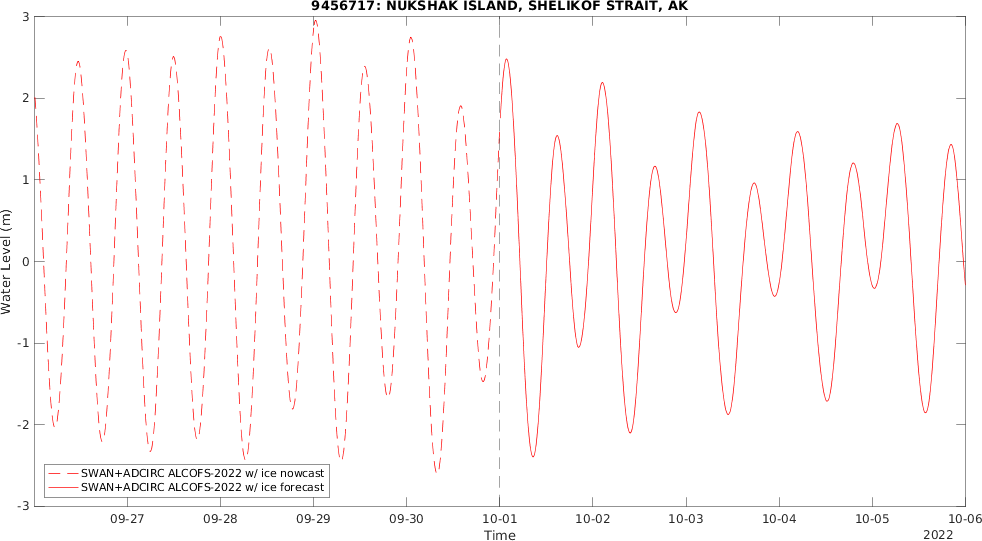 9456717: NUKSHAK ISLAND, SHELIKOF STRAIT, AK
Water Level (m)
3
2
1
0
-1
-2
-3
SWAN+ADCIRC ALCOFS-2022 w/ ice nowcast
SWAN+ADCIRC ALCOFS-2022 w/ ice forecast
09-27 09-28 09-29 09-30 10-01 10-02 10-03 10-04 10-05 10-06
Time
2022